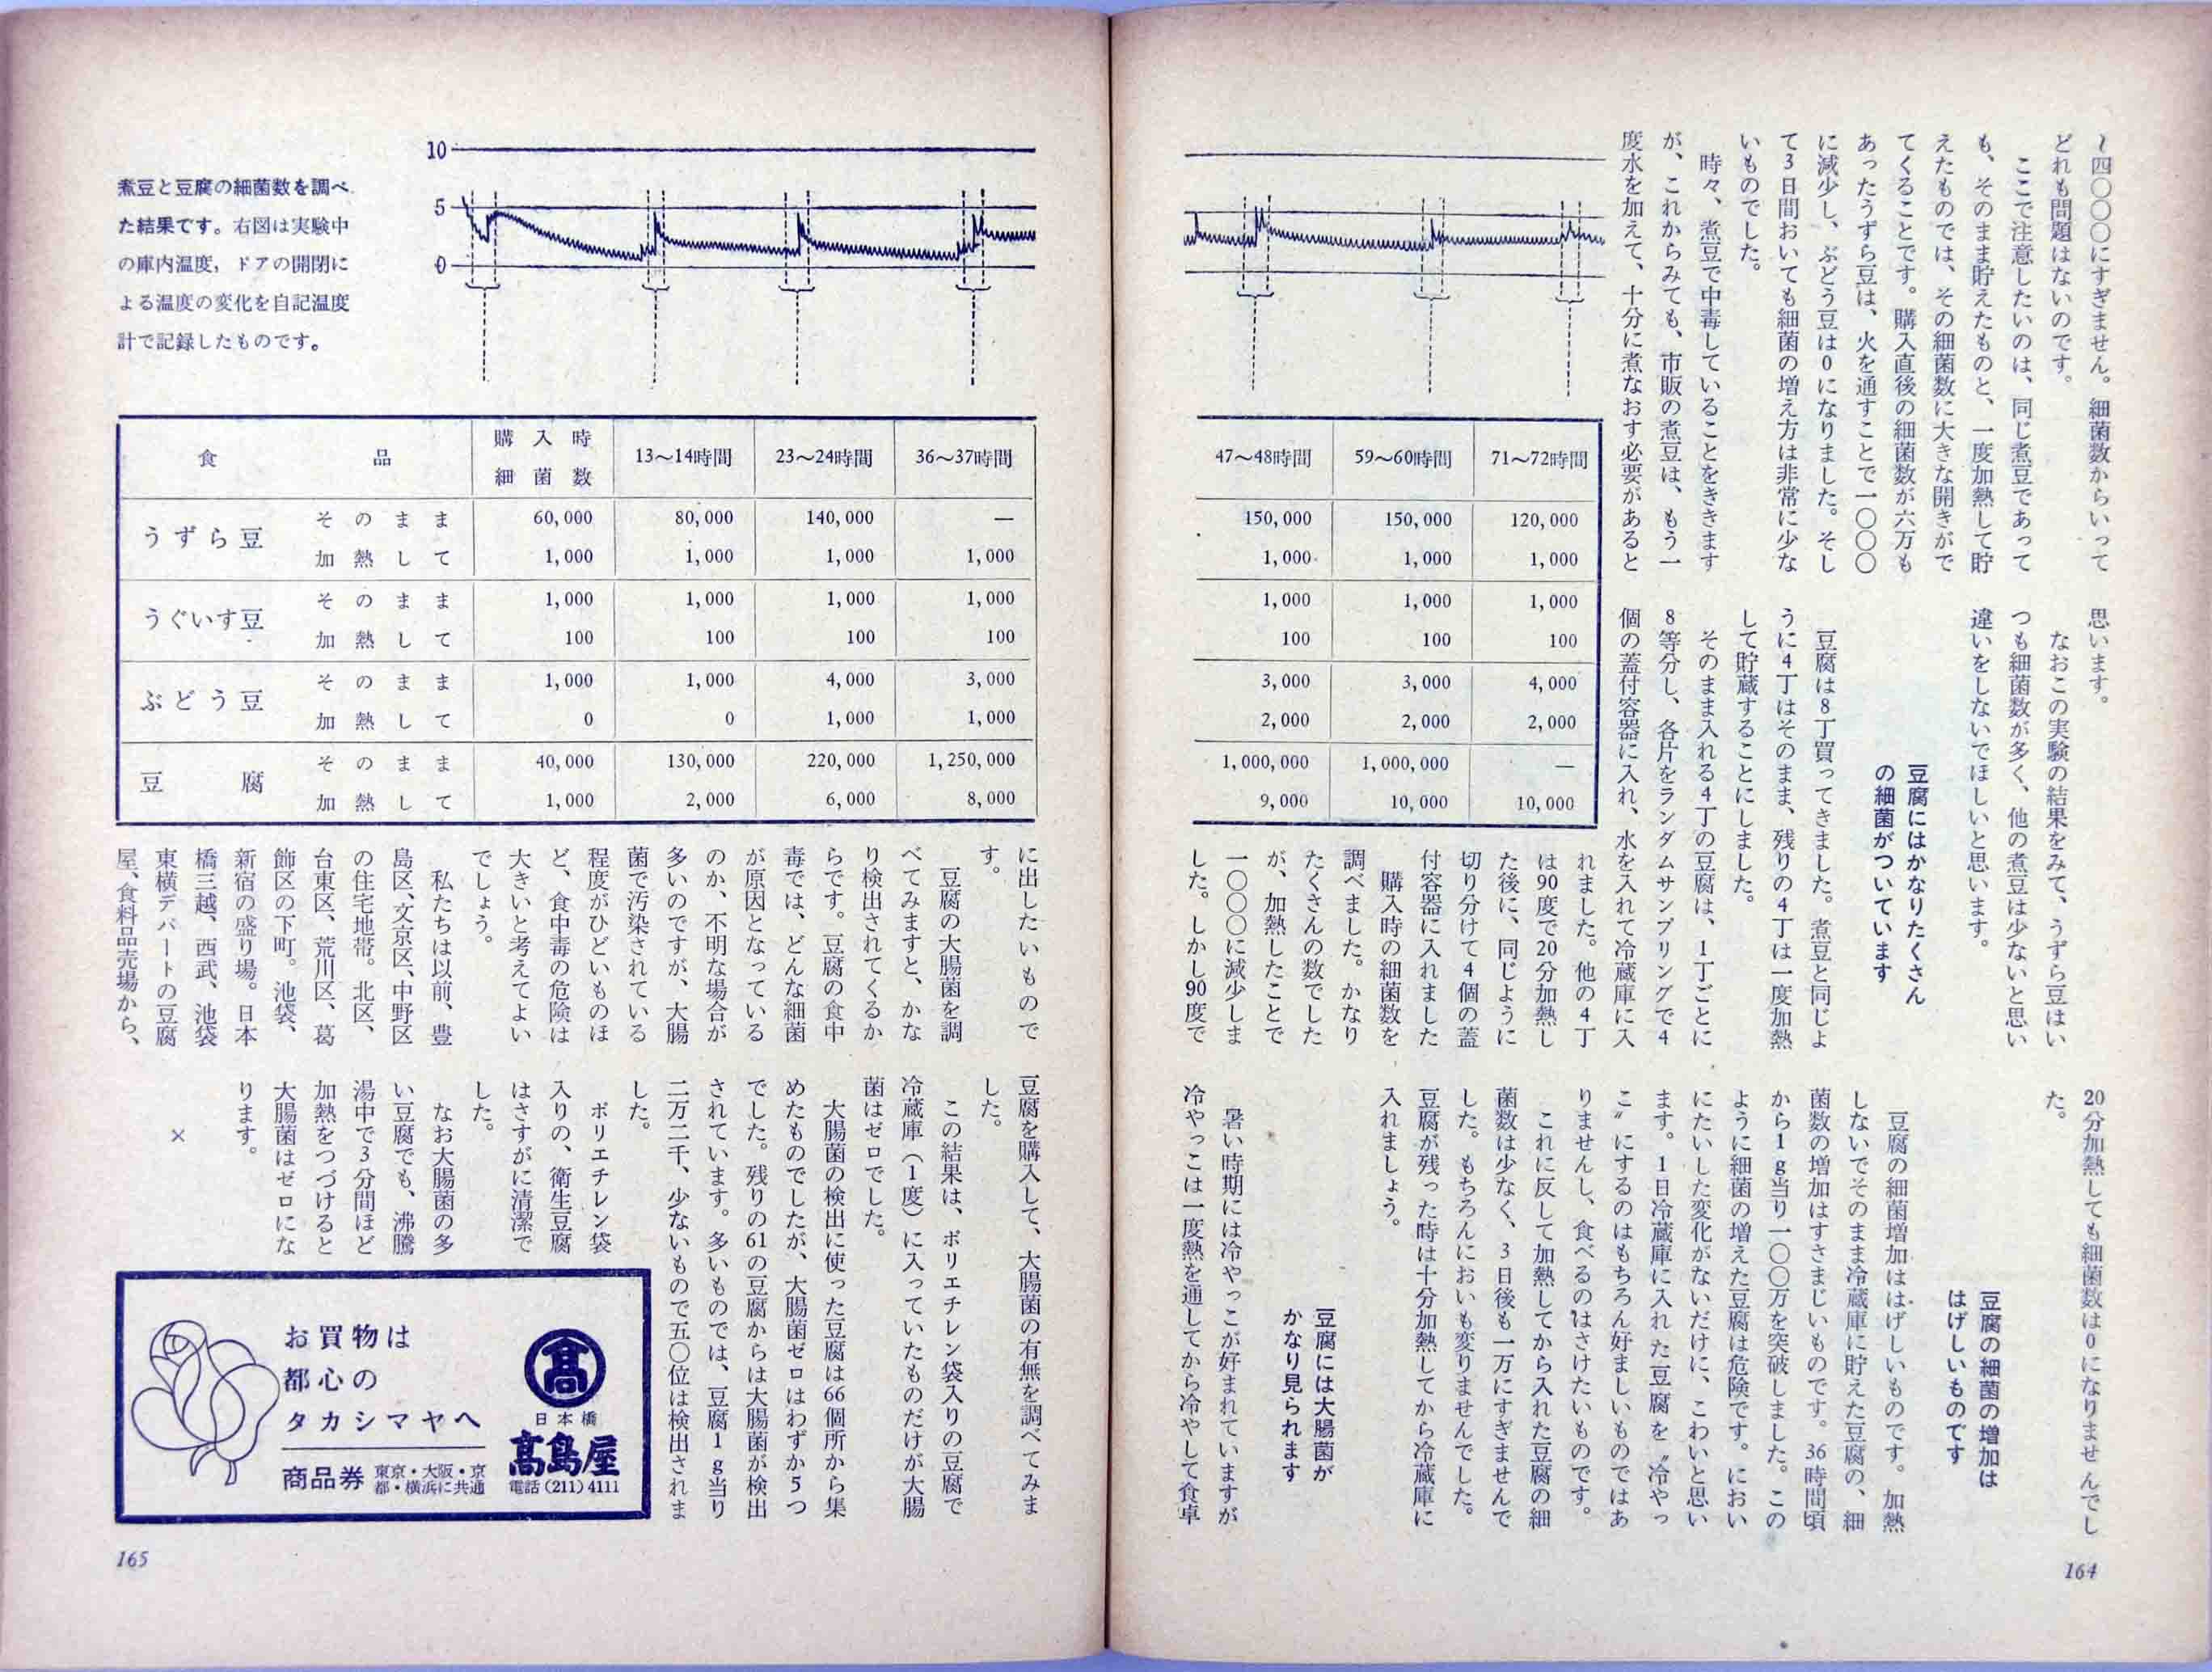 〜四〇〇〇にすぎません。細菌数からいって
どれも問題はないのです。
ここで注意したいのは、同じ煮豆であって
も、そのまま貯えたものと、一度加熱して貯
えたものでは、その細菌数に大きな開きがで
てくることです。購入直後の細菌数が六万も
あったうずら豆は、火を通すことで一〇〇〇
に減少し、ぶどう豆は0になりました。そし
て3日間おいても細菌の増え方は非常に少な
いものでした。
時々、煮豆で中毒していることをききます
が、これからみても、市販の煮豆は、もう一
度水を加えて、十分に煮なおす必要があると
思います。
なおこの実験の結果をみて、うずら豆はい
つも細菌数が多く、他の煮豆は少ないと思い
違いをしないでほしいと思います。
豆腐にはかなりたくさん
の細菌がついています
豆腐は8丁買ってきました。煮豆と同じよ
うに4丁はそのまま、残りの4丁は一度加熱
して貯蔵することにしました。
そのまま入れる4丁の豆腐は、1丁ごとに
8等分し、各片をランダムサンプリングで4
個の蓋付容器に入れ、水を入れて冷蔵庫に入
れました。他の4丁
は90度で20分加熱し
た後に、同じように
切り分けて4個の蓋
付容器に入れました
購入時の細菌数を
調べました。かなり
たくさんの数でした
が、加熱したことで
一〇〇〇に減少しま
した。しかし90度で
20分加熱しても細菌数は0になりませんでし
た。
豆腐の細菌の増加は
はげしいものです
豆腐の細菌増加ははげしいものです。加熱
しないでそのまま冷蔵庫に貯えた豆腐の、細
菌数の増加はすさまじいものです。36時間頃
から1g当り一〇〇万を突破しました。この
ように細菌の増えた豆腐は危険です。におい
にたいした変化がないだけに、こわいと思い
ます。1日冷蔵庫に入れた豆腐を〝冷やっ
こ〟にするのはもちろん好ましいものではあ
りませんし、食べるのはさけたいものです。
これに反して加熱してから入れた豆腐の細
菌数は少なく、3日後も一万にすぎませんで
した。もちろんにおいも変りませんでした。
豆腐が残った時は十分加熱してから冷蔵庫に
入れましょう。
豆腐には大腸菌が
かなり見られます
暑い時期には冷やっこが好まれていますが
冷やっこは一度熱を通してから冷やして食卓
47〜48時間 59〜60時間 71〜72時間
150,000 150,000 120,000
1,000 1,000 1,000
1,000 1,000 1,000
100 100 100
3,000 3,000 4,000
2,000 2,000 2,000
1,000,000 1,000,000 —
9,000 10,000 10,000
164
10
5
0
煮豆と豆腐の細菌数を調べ
た結果です。右図は実験中
の庫内温度，ドアの開閉に
よる温度の変化を自記温度
計で記録したものです。
食品 購入時細菌数 13〜14時間 23〜24時間 36〜37時間
うずら豆 そのまま 60,000 80,000 140,000 —
加熱して 1,000 1,000 1,000 1,000
うぐいす豆 そのまま 1,000 1,000 1,000 1,000
加熱して 100 100 100 100
ぶどう豆 そのまま 1,000 1,000 4,000 3,000
加熱して 0 0 1,000 1,000
豆腐 そのまま 40,000 130,000 220,000 1,250,000
加熱して 1,000 2,000 6,000 8,000
に出したいもので
す。
豆腐の大腸菌を調
べてみますと、かな
り検出されてくるか
らです。豆腐の食中
毒では、どんな細菌
が原因となっている
のか、不明な場合が
多いのですが、大腸
菌で汚染されている
程度がひどいものほ
ど、食中毒の危険は
大きいと考えてよい
でしょう。
私たちは以前、豊
島区、文京区、中野区
の住宅地帯。北区、
台東区、荒川区、葛
飾区の下町。池袋、
新宿の盛り場。日本
橋三越、西武、池袋
東横デパートの豆腐
屋、食料品売場から、
豆腐を購入して、大腸菌の有無を調べてみま
した。
この結果は、ポリエチレン袋入りの豆腐で
冷蔵庫（1度）に入っていたものだけが大腸
菌はゼロでした。
大腸菌の検出に使った豆腐は66個所から集
めたものでしたが、大腸菌ゼロはわずか5つ
でした。残りの61の豆腐からは大腸菌が検出
されています。多いものでは、豆腐1g当り
二万二千、少ないもので五〇位は検出されま
した。
ポリエチレン袋
入りの、衛生豆腐
はさすがに清潔で
した。
なお大腸菌の多
い豆腐でも、沸騰
湯中で3分間ほど
加熱をつづけると
大腸菌はゼロにな
ります。
×
お買物は
都心の
タカシマヤへ
商品券 東京・大阪・京
都・横浜に共通
髙
日本橋
髙島屋
電話(211)4111
165